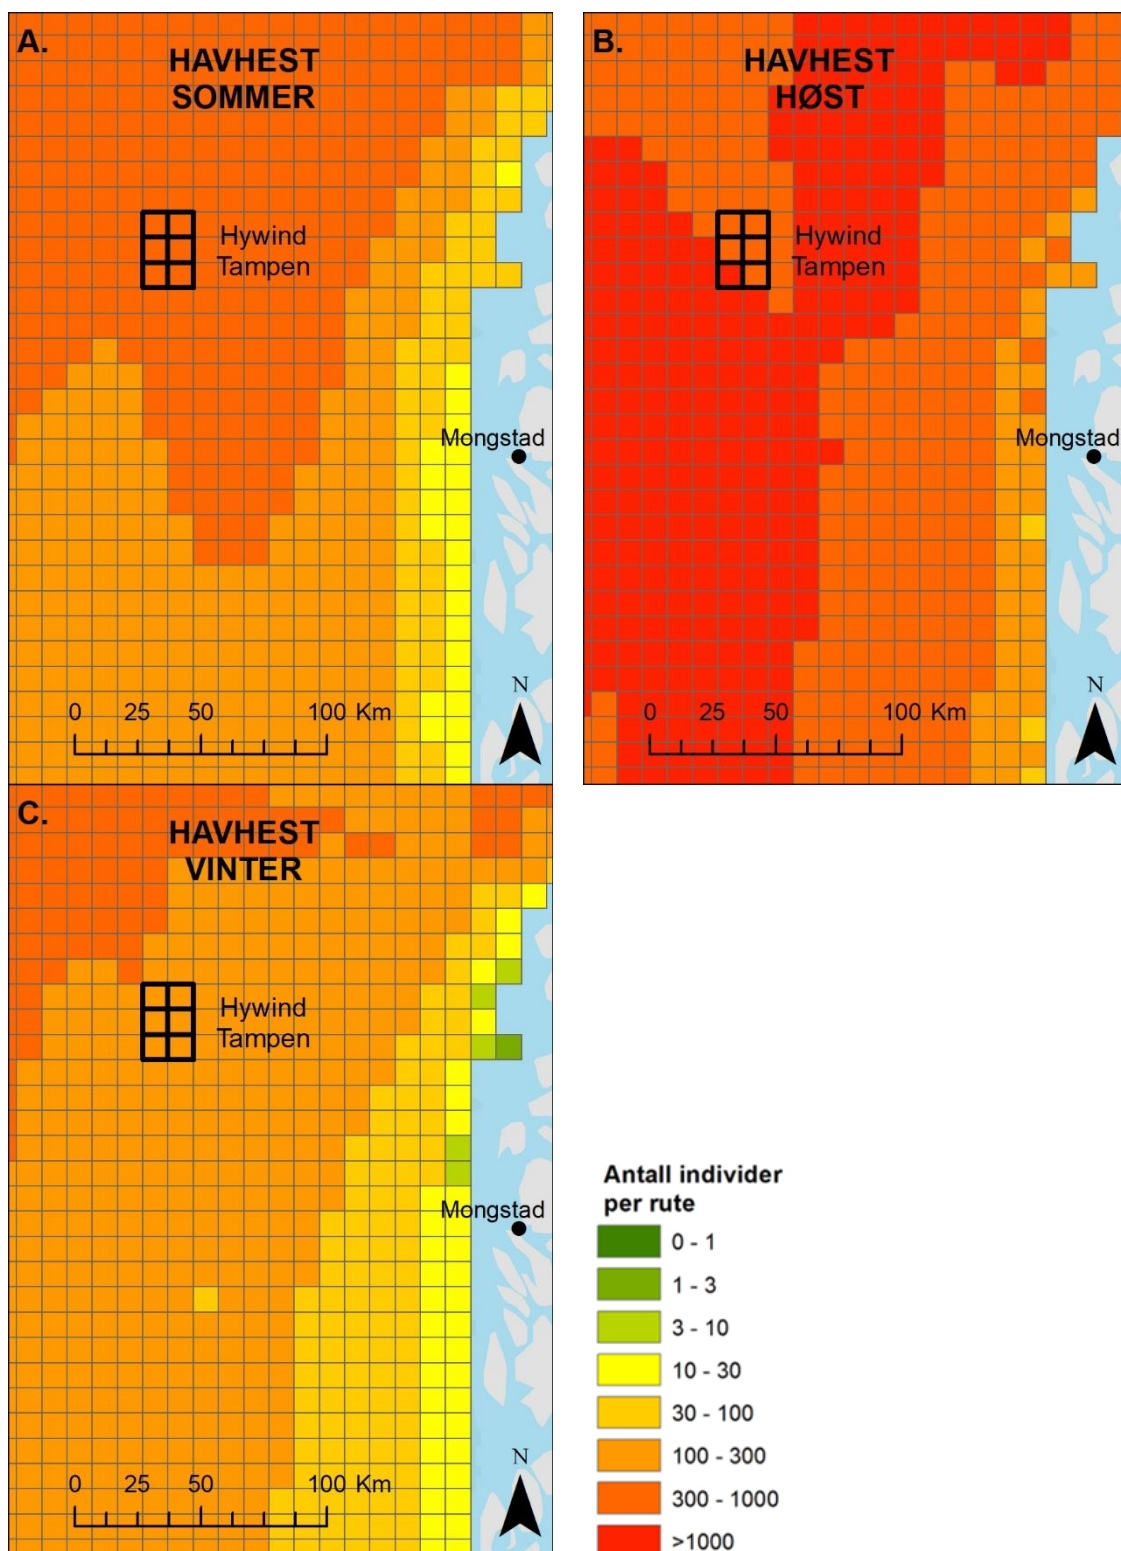 A.
HAVHEST
SOMMER
Hywind
Tampen
Mongstad
N
0 25 50 100 Km
B.
HAVHEST
HØST
Hywind
Tampen
Mongstad
N
0 25 50 100 Km
C.
HAVHEST
VINTER
Hywind
Tampen
Mongstad
N
0 25 50 100 Km
Antall individer
per rute
0 - 1
1 - 3
3 - 10
10 - 30
30 - 100
100 - 300
300 - 1000
>1000